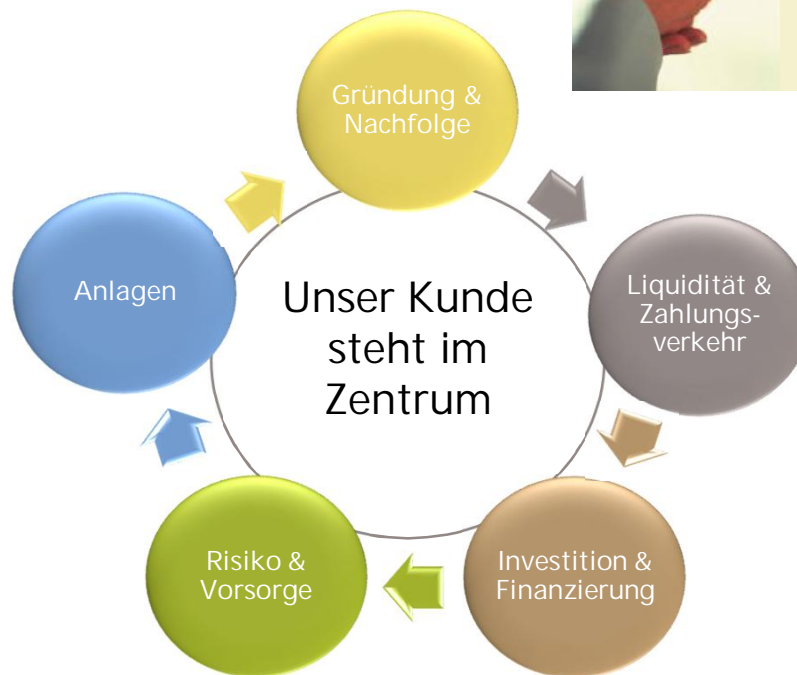 Gründung &
Nachfolge
Anlagen
Unser Kunde
steht im
Zentrum
Liquidität &
Zahlungs-
verkehr
Risiko &
Vorsorge
Investition &
Finanzierung